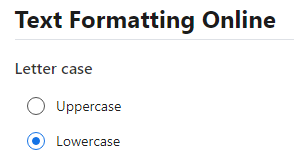 Text Formatting Online
Letter case
Uppercase
Lowercase